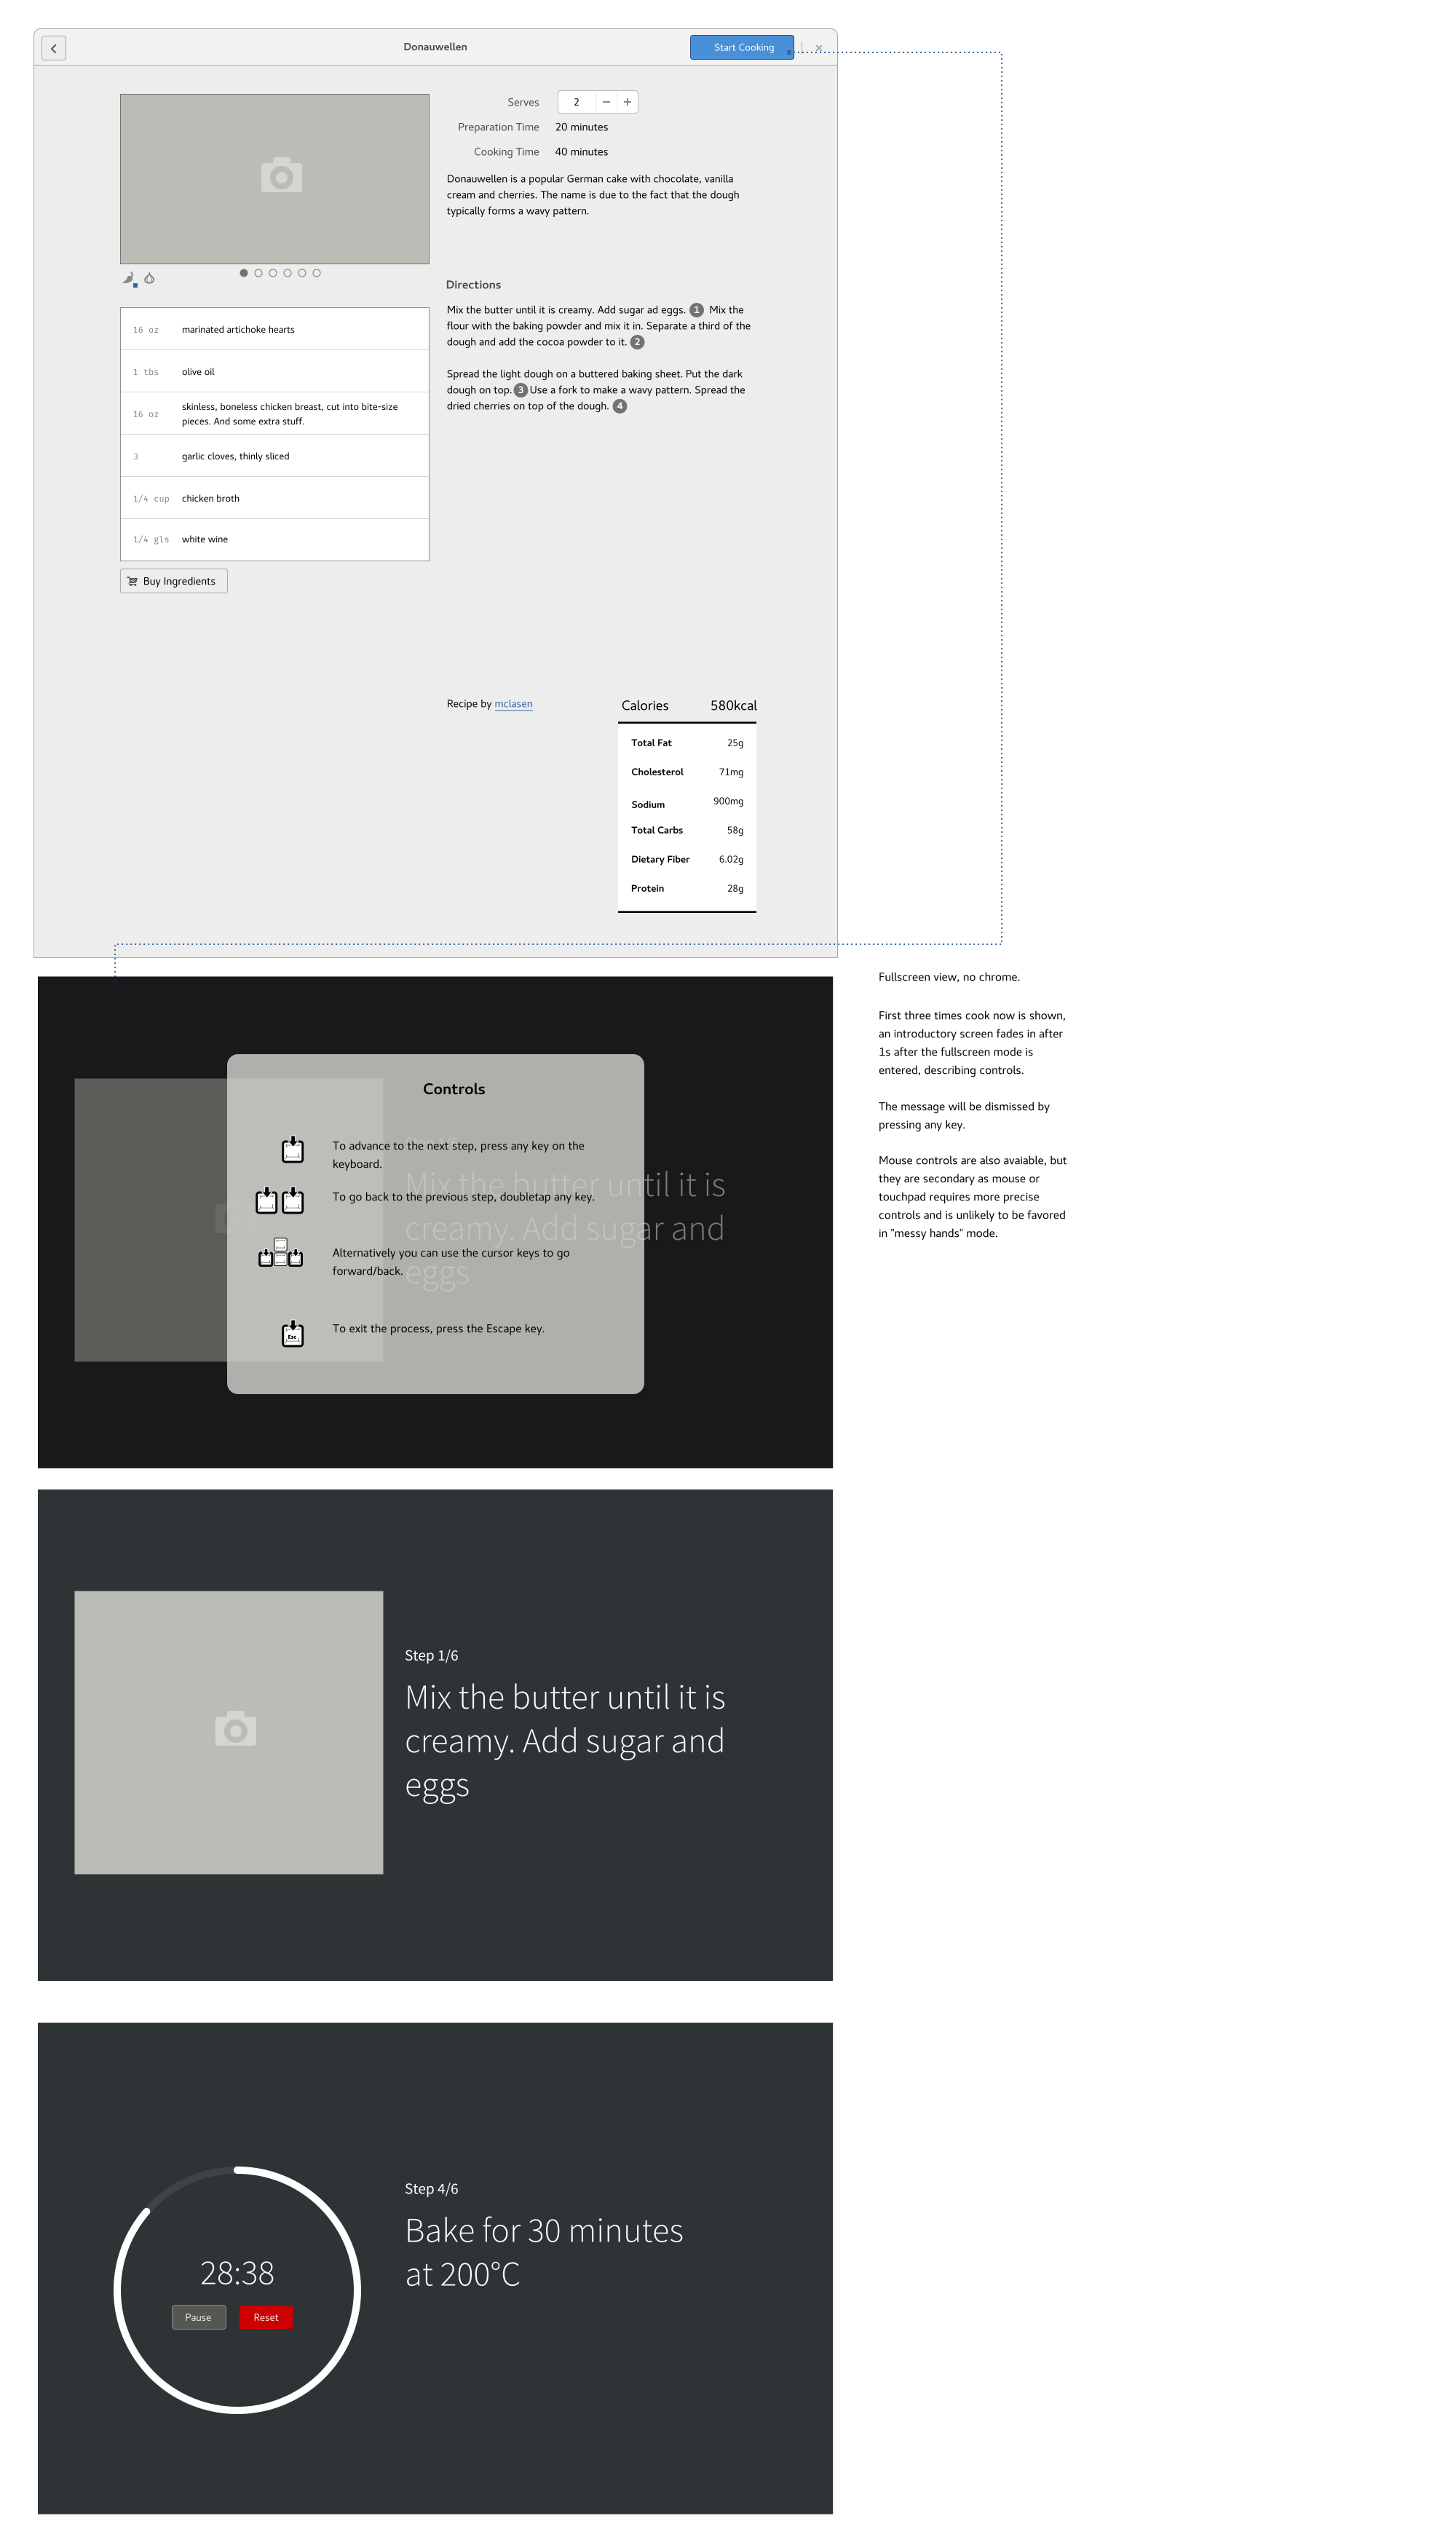 Donauwellen
Start Cooking
Serves 2
Preparation Time 20 minutes
Cooking Time 40 minutes
Donauwellen is a popular German cake with chocolate, vanilla
cream and cherries. The name is due to the fact that the dough
typically forms a wavy pattern.
Directions
Mix the butter until it is creamy. Add sugar ad eggs. 1 Mix the
flour with the baking powder and mix it in. Separate a third of the
dough and add the cocoa powder to it. 2
Spread the light dough on a buttered baking sheet. Put the dark
dough on top. 3 Use a fork to make a wavy pattern. Spread the
dried cherries on top of the dough. 4
16 oz marinated artichoke hearts
1 tbs olive oil
16 oz skinless, boneless chicken breast, cut into bite-size
pieces. And some extra stuff.
3 garlic cloves, thinly sliced
1/4 cup chicken broth
1/4 gls white wine
Buy Ingredients
Recipe by mclasen
Calories 580kcal
Total Fat 25g
Cholesterol 71mg
Sodium 900mg
Total Carbs 58g
Dietary Fiber 6.02g
Protein 28g
Fullscreen view, no chrome.
First three times cook now is shown,
an introductory screen fades in after
1s after the fullscreen mode is
entered, describing controls.
The message will be dismissed by
pressing any key.
Mouse controls are also avaiable, but
they are secondary as mouse or
touchpad requires more precise
controls and is unlikely to be favored
in "messy hands" mode.
Controls
To advance to the next step, press any key on the
keyboard.
To go back to the previous step, doubletap any key.
Alternatively you can use the cursor keys to go
forward/back.
Esc
To exit the process, press the Escape key.
Mix the butter until it is
creamy. Add sugar and
eggs
Step 1/6
Mix the butter until it is
creamy. Add sugar and
eggs
Step 4/6
Bake for 30 minutes
at 200°C
28:38
Pause
Reset